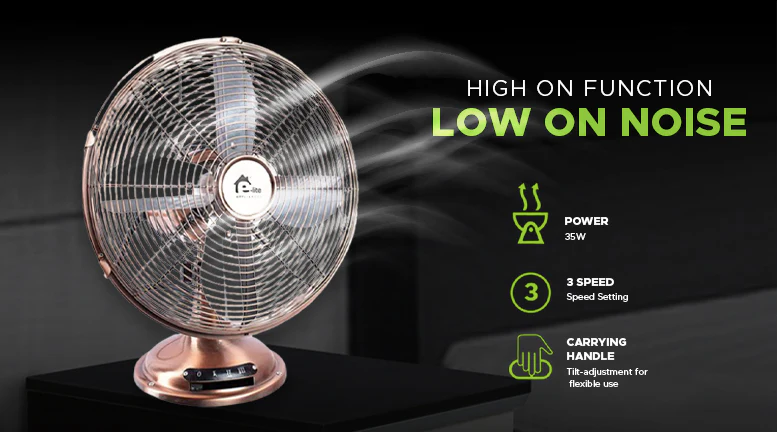 HIGH ON FUNCTION
LOW ON NOISE
e-lite
POWER
35W
3
3 SPEED
Speed Setting
CARRYING
HANDLE
Tilt-adjustment for
flexible use